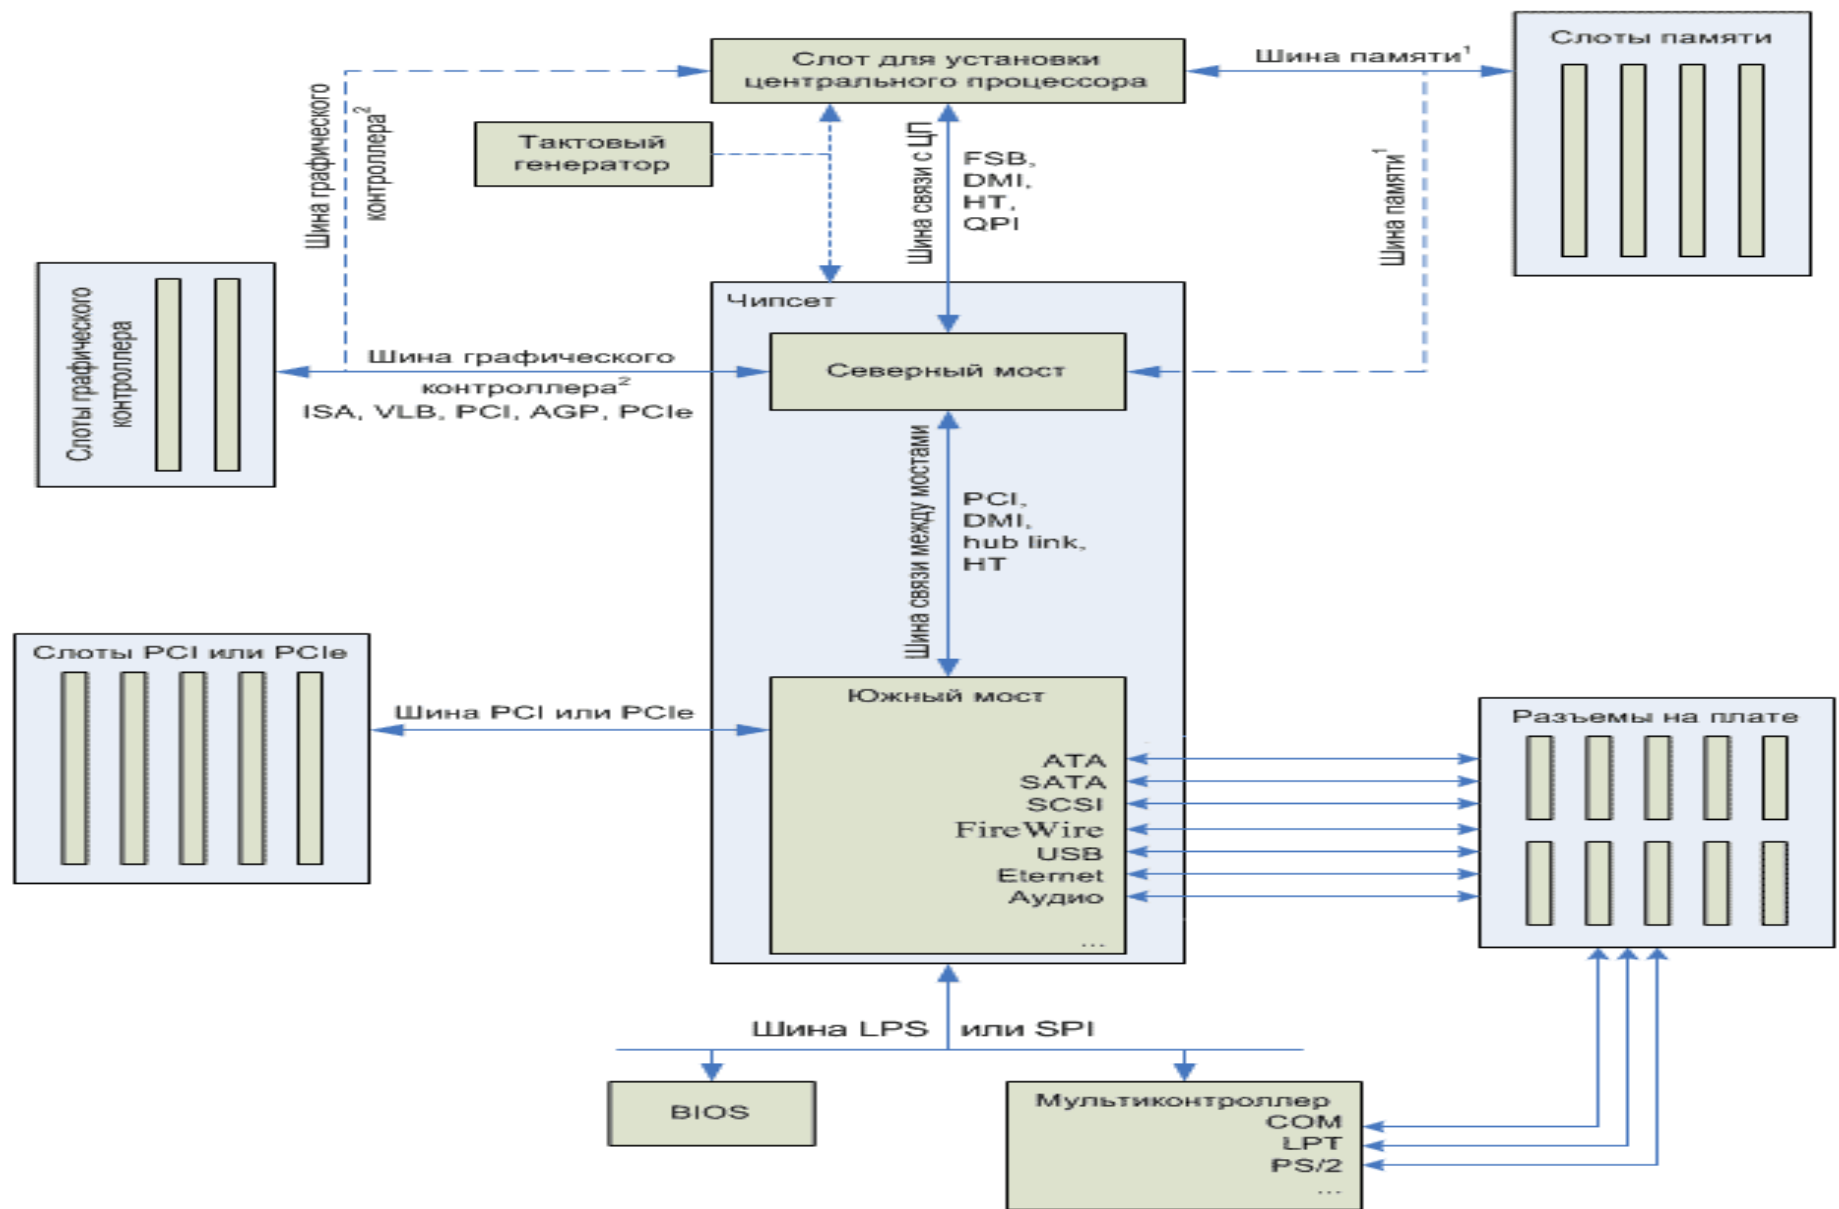 Слот для установки
центрального процессора
Шина памяти¹
Слоты памяти
Шина графического
контроллера²
Тактовый
генератор
Шина связи с ЦП
FSB,
DMI,
HT,
QPI
Шина памяти¹
Слоты графического
контроллера
Чипсет
Шина графического
контроллера²
ISA, VLB, PCI, AGP, PCIe
Северный мост
Шина связи между мостами
PCI,
DMI,
hub link,
HT
Слоты PCI или PCIe
Шина PCI или PCIe
Южный мост
ATA
SATA
SCSI
FireWire
USB
Eternet
Аудио
...
Разъемы на плате
Шина LPS или SPI
BIOS
Мультиконтроллер
COM
LPT
PS/2
...